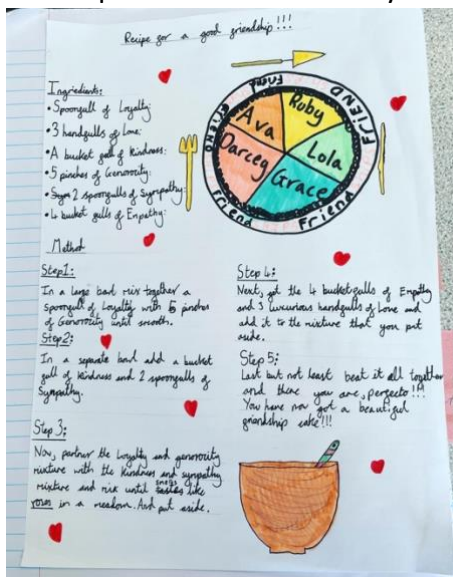 Recipe for a good friendship!!!
Ingredients:
• Spoonfull of Loyalty:
• 3 handfulls of Love:
• A bucket full of Kindness:
• 5 pinches of Generosity:
• 2 spoonfulls of Sympathy:
• 4 bucket fulls of Empathy:
Friend
FRIEND
Friend
Friend
Friend
Ava
Ruby
Lola
Grace
Darcey
Method
Step1:
In a large bowl mix together a
spoonfull of Loyalty with 5 pinches
of Generosity until smooth.
Step2:
In a separate bowl add a bucket
full of Kindness and 2 spoonfulls of
Sympathy.
Step 3:
Now, partner the Loyalty and generosity
mixture with the Kindness and sympathy
mixture and mix until smells like
roses in a meadow. And put aside.
Step 4:
Next, get the 4 bucketfulls of Empathy
and 3 luxurious handfulls of Love and
add it to the mixture that you put
aside.
Step 5:
Last but not least beat it all together
and there you are, perfecto!!!
You have now got a beautiful
friendship cake!!!